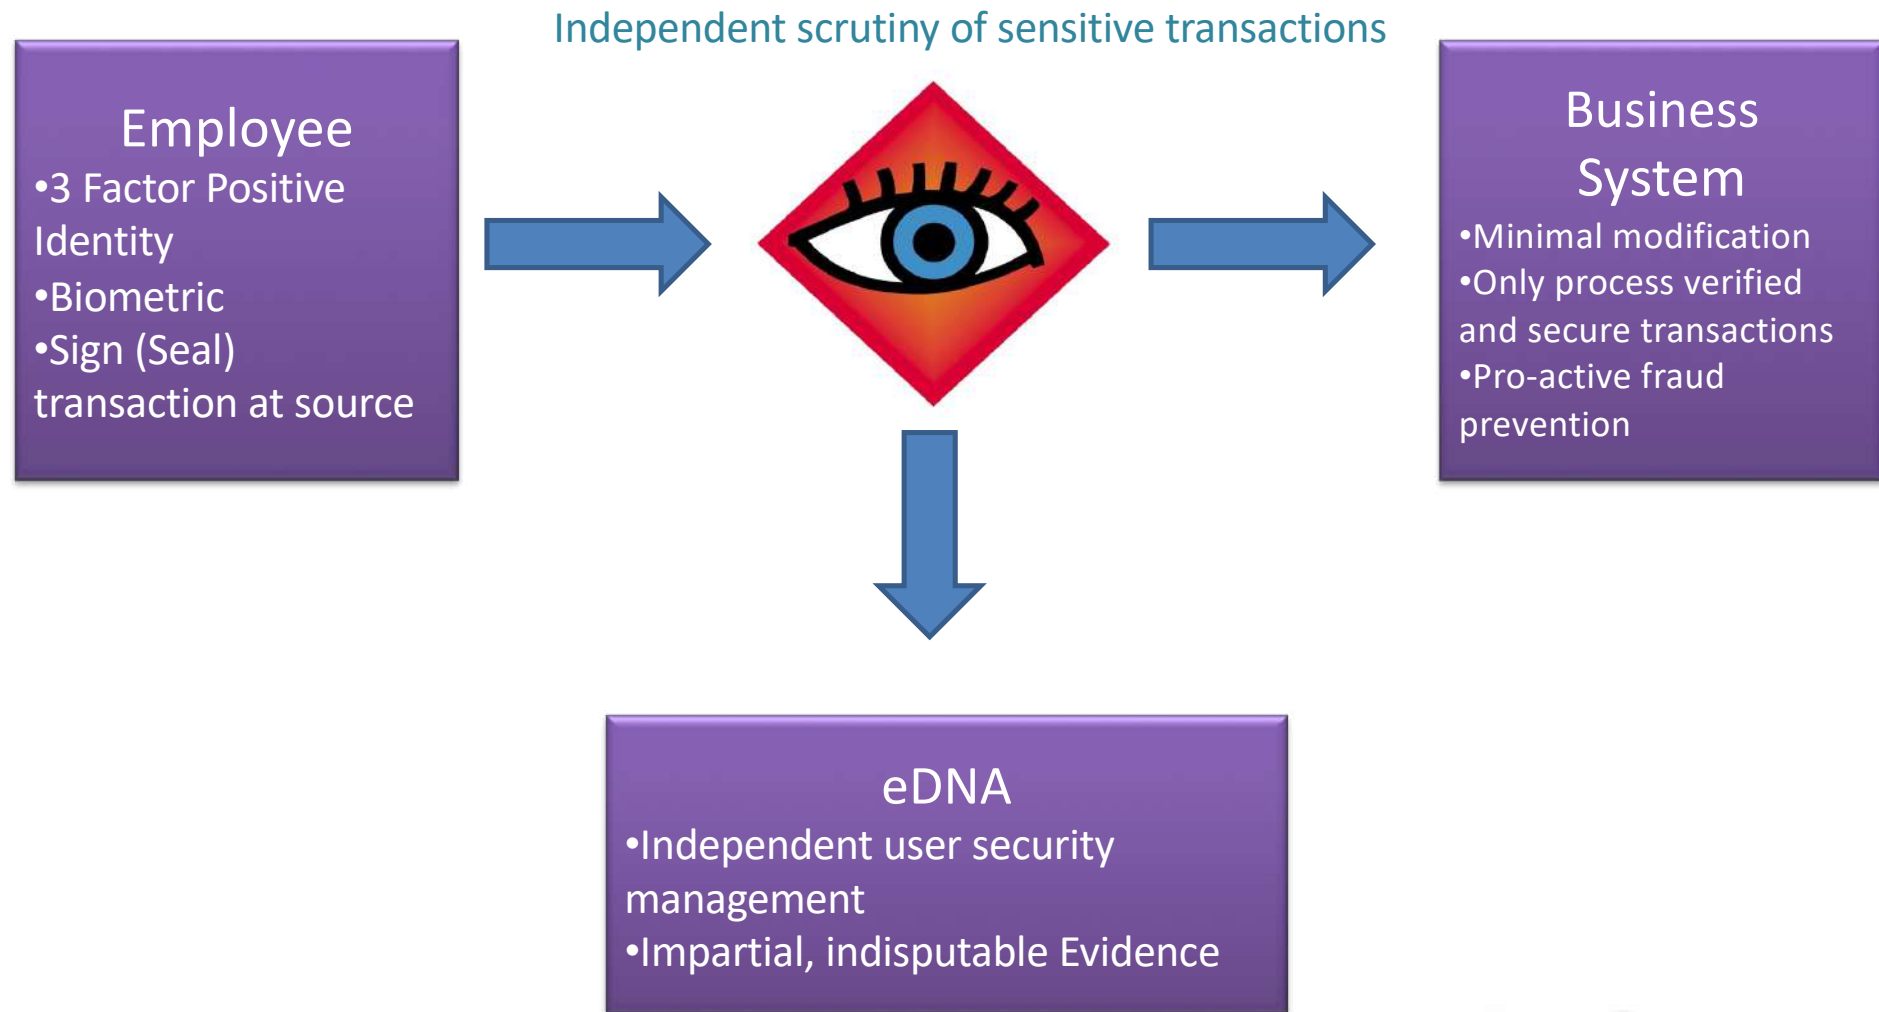 Independent scrutiny of sensitive transactions
Employee
•3 Factor Positive
Identity
•Biometric
•Sign (Seal)
transaction at source
Business
System
•Minimal modification
•Only process verified
and secure transactions
•Pro-active fraud
prevention
eDNA
•Independent user security
management
•Impartial, indisputable Evidence